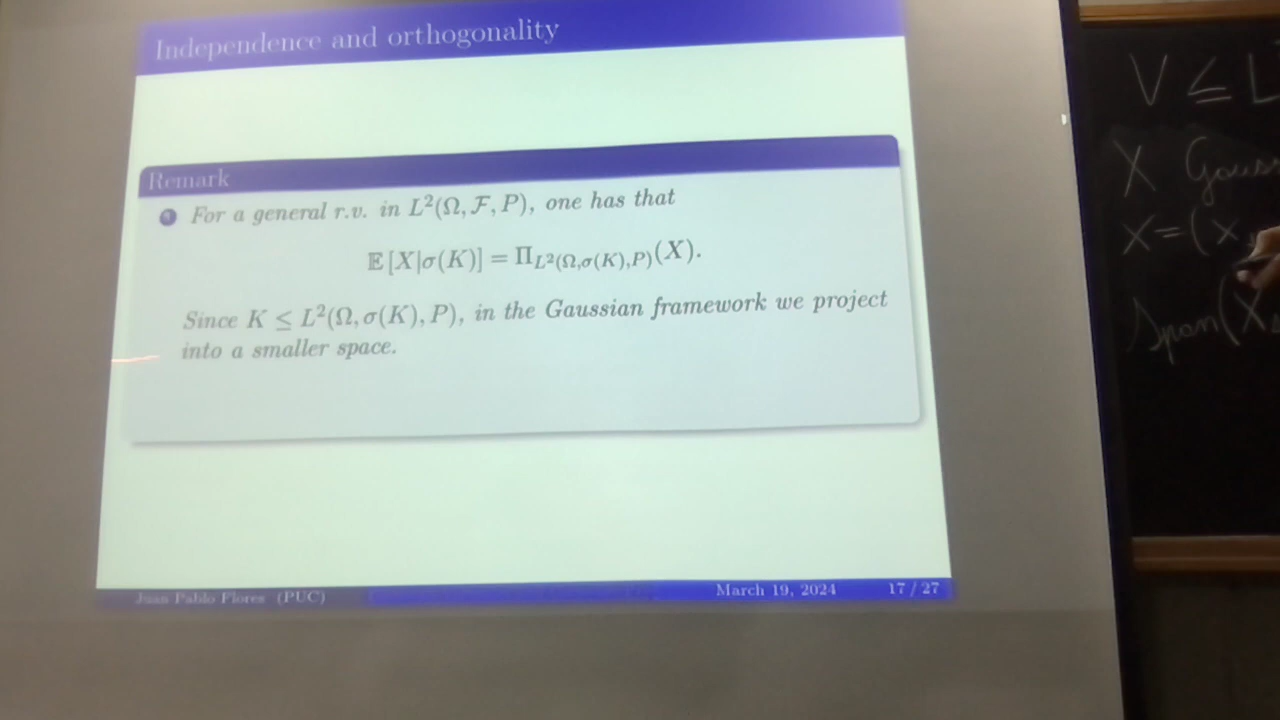 Independence and orthogonality
Remark
For a general r.v. in L²(Ω, ℱ, P), one has that
𝔼[X|σ(K)] = Π_{L²(Ω,σ(K),P)}(X).
Since K ≤ L²(Ω, σ(K), P), in the Gaussian framework we project
into a smaller space.
Juan Pablo Flores (PUC)
March 19, 2024
17 / 27
V ≤ L
X Gauss
X=(X
Span(X